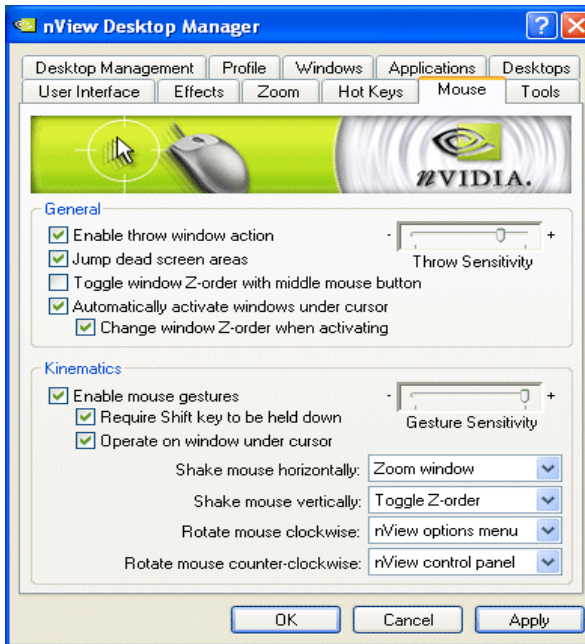 nView Desktop Manager
Desktop Management Profile Windows Applications Desktops
User Interface Effects Zoom Hot Keys Mouse Tools
nVIDIA.
General
Enable throw window action - +
Jump dead screen areas Throw Sensitivity
Toggle window Z-order with middle mouse button
Automatically activate windows under cursor
Change window Z-order when activating
Kinematics
Enable mouse gestures - +
Require Shift key to be held down Gesture Sensitivity
Operate on window under cursor
Shake mouse horizontally: Zoom window
Shake mouse vertically: Toggle Z-order
Rotate mouse clockwise: nView options menu
Rotate mouse counter-clockwise: nView control panel
OK Cancel Apply